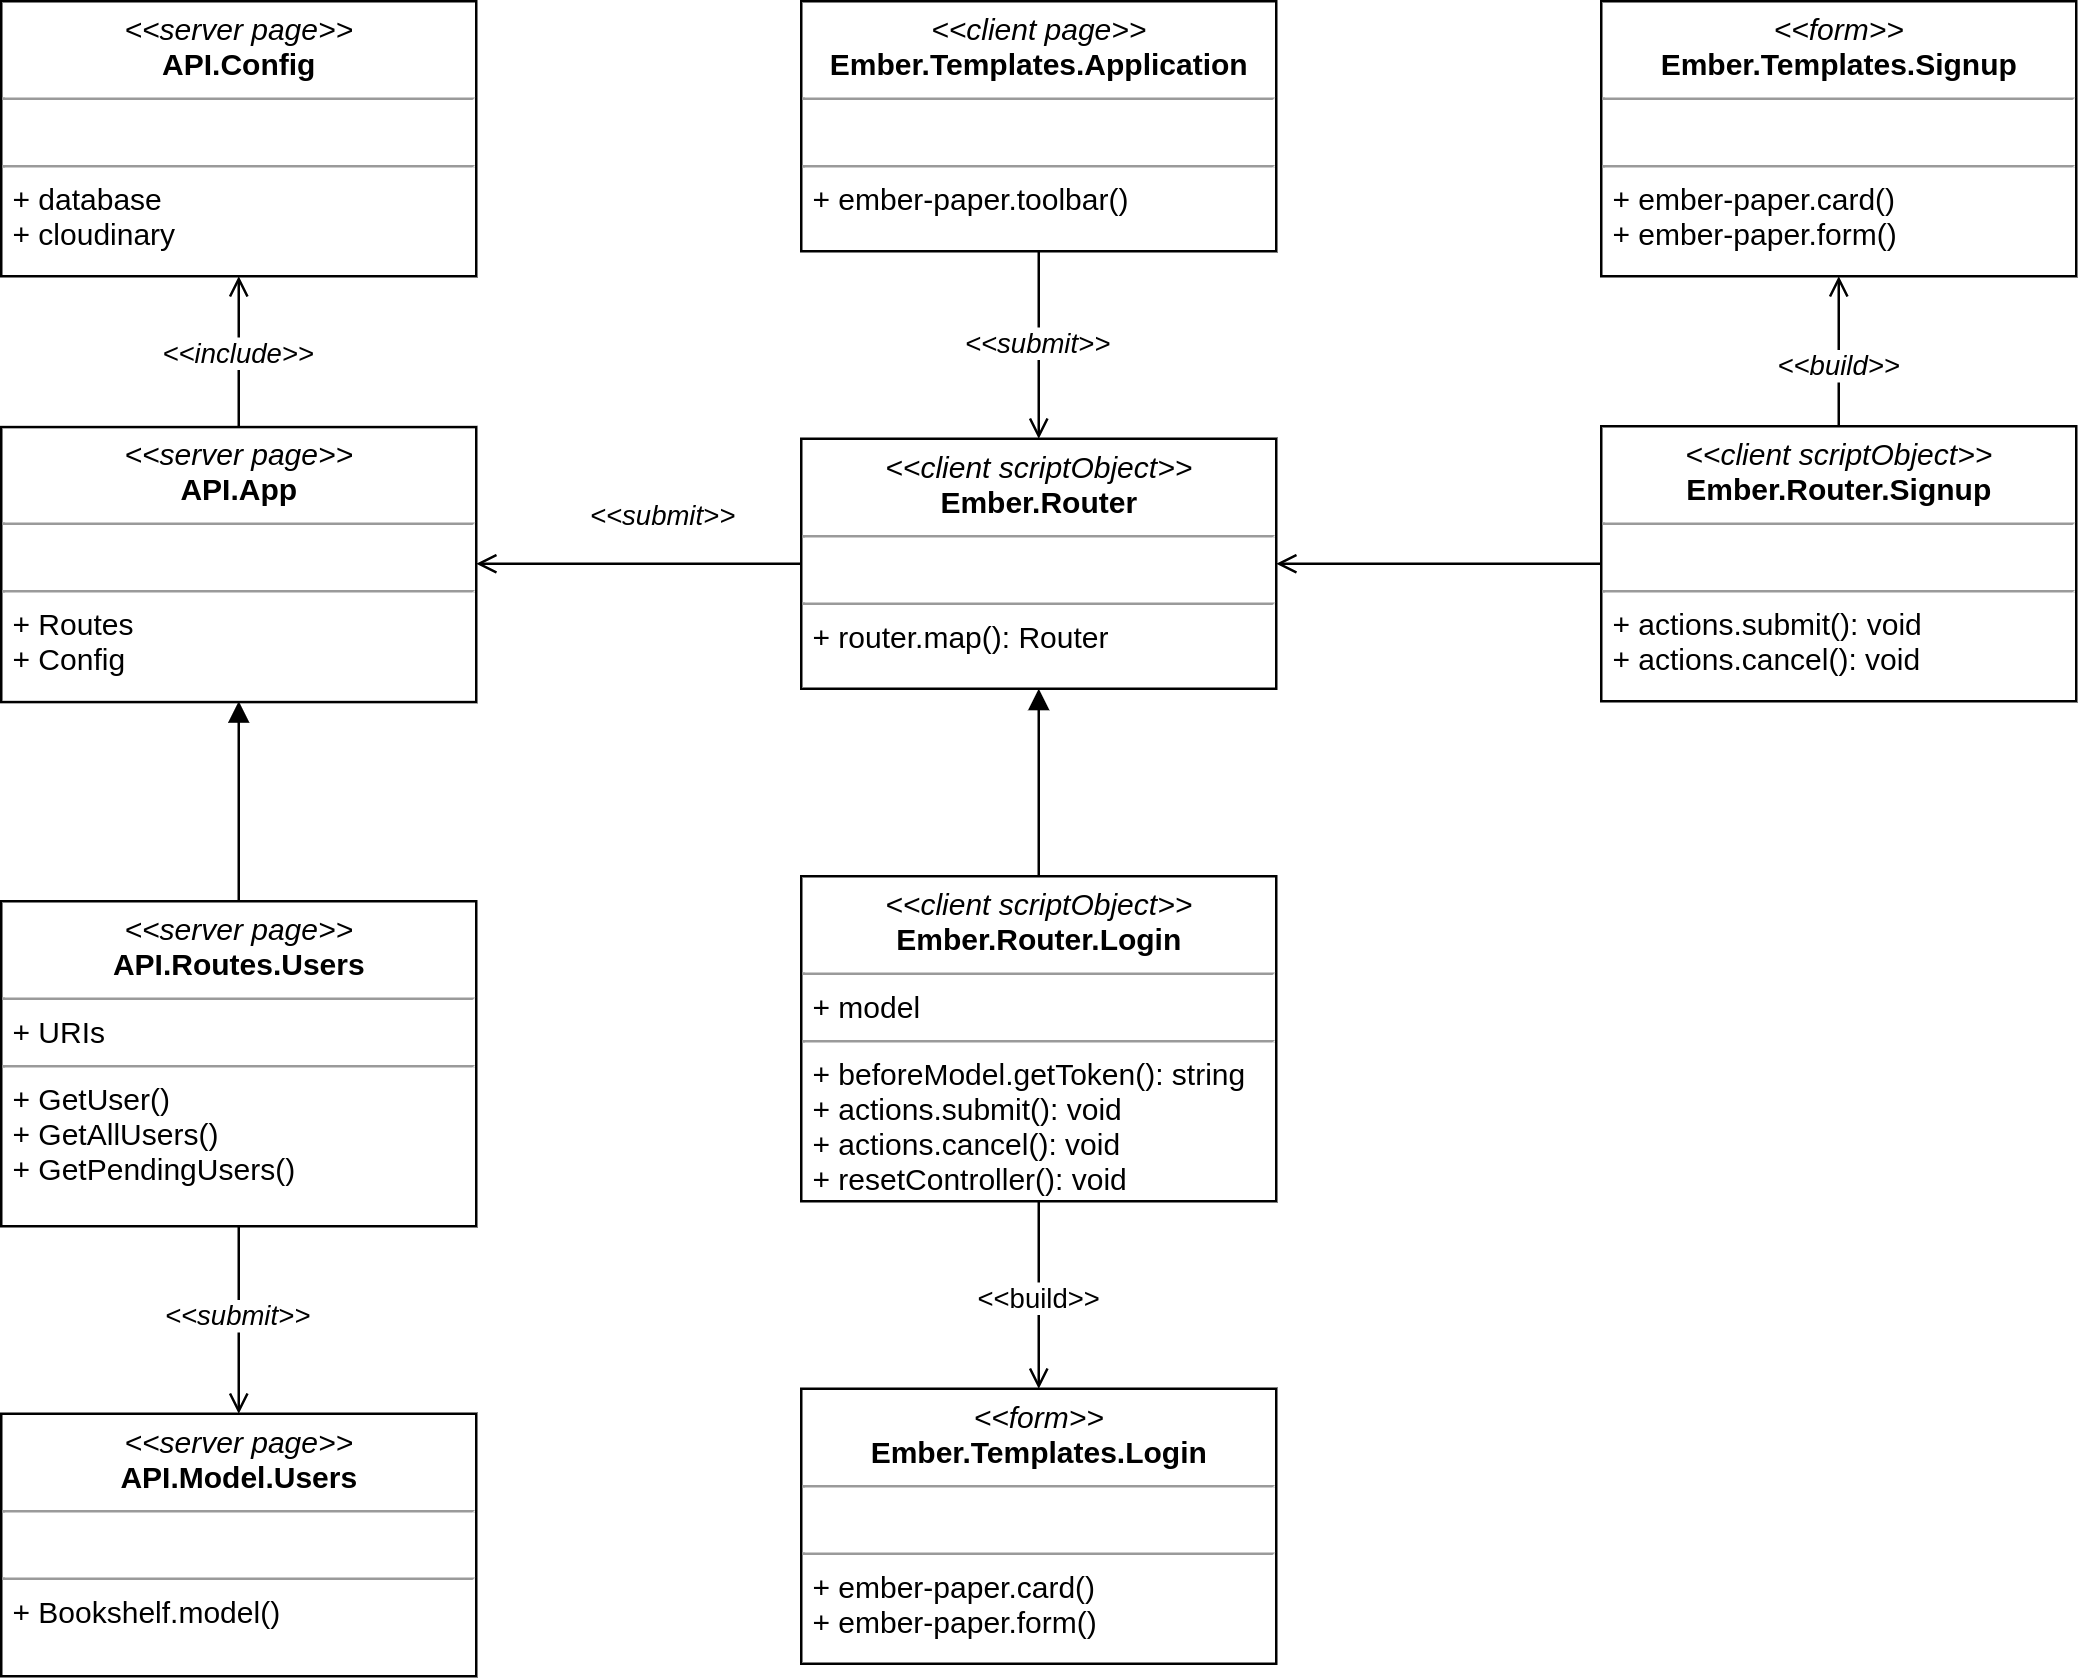 <<server page>>
API.Config
+ database
+ cloudinary
<<client page>>
Ember.Templates.Application
+ ember-paper.toolbar()
<<form>>
Ember.Templates.Signup
+ ember-paper.card()
+ ember-paper.form()
<<include>>
<<submit>>
<<build>>
<<server page>>
API.App
+ Routes
+ Config
<<submit>>
<<client scriptObject>>
Ember.Router
+ router.map(): Router
<<client scriptObject>>
Ember.Router.Signup
+ actions.submit(): void
+ actions.cancel(): void
<<server page>>
API.Routes.Users
+ URIs
+ GetUser()
+ GetAllUsers()
+ GetPendingUsers()
<<client scriptObject>>
Ember.Router.Login
+ model
+ beforeModel.getToken(): string
+ actions.submit(): void
+ actions.cancel(): void
+ resetController(): void
<<submit>>
<<build>>
<<server page>>
API.Model.Users
+ Bookshelf.model()
<<form>>
Ember.Templates.Login
+ ember-paper.card()
+ ember-paper.form()